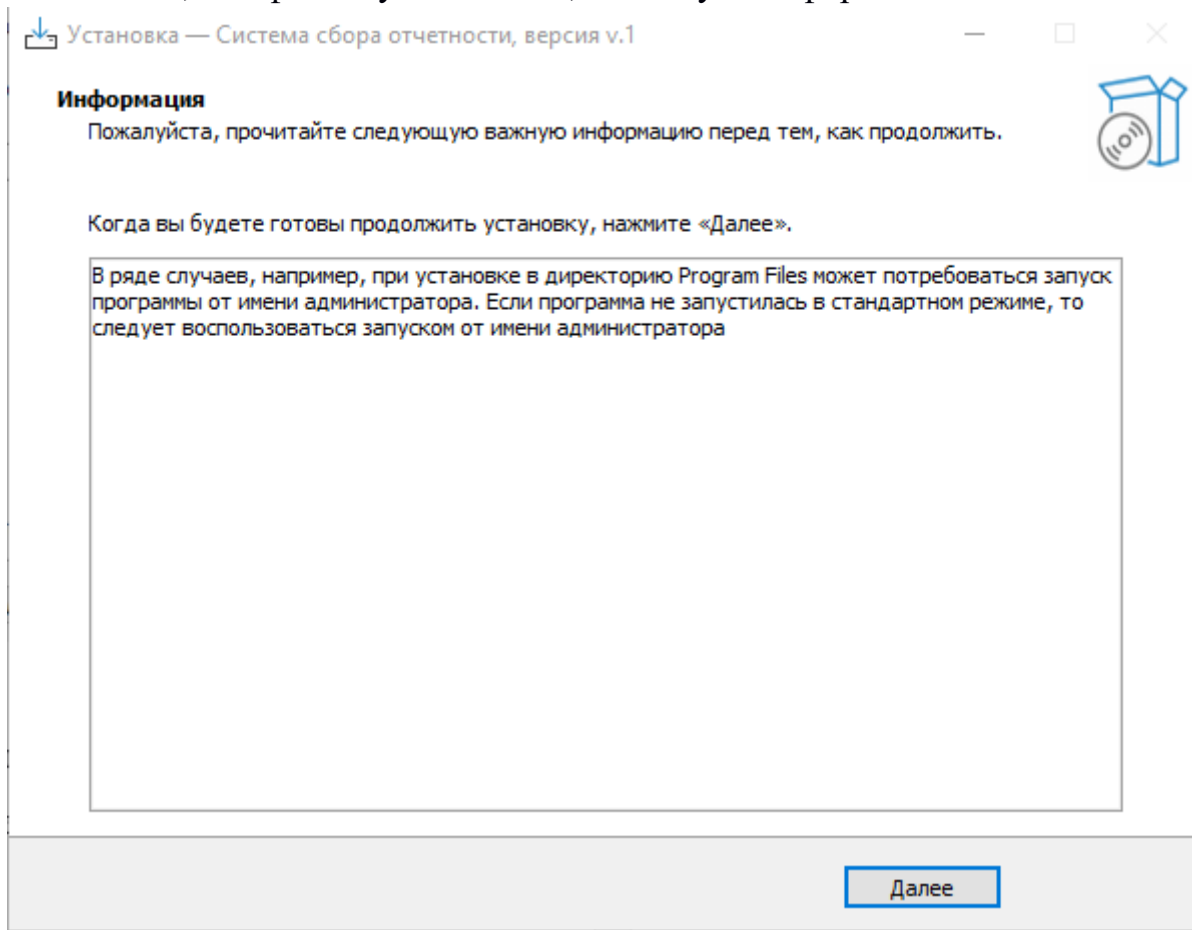 Установка — Система сбора отчетности, версия v.1
Информация
Пожалуйста, прочитайте следующую важную информацию перед тем, как продолжить.
Когда вы будете готовы продолжить установку, нажмите «Далее».
В ряде случаев, например, при установке в директорию Program Files может потребоваться запуск
программы от имени администратора. Если программа не запустилась в стандартном режиме, то
следует воспользоваться запуском от имени администратора
Далее